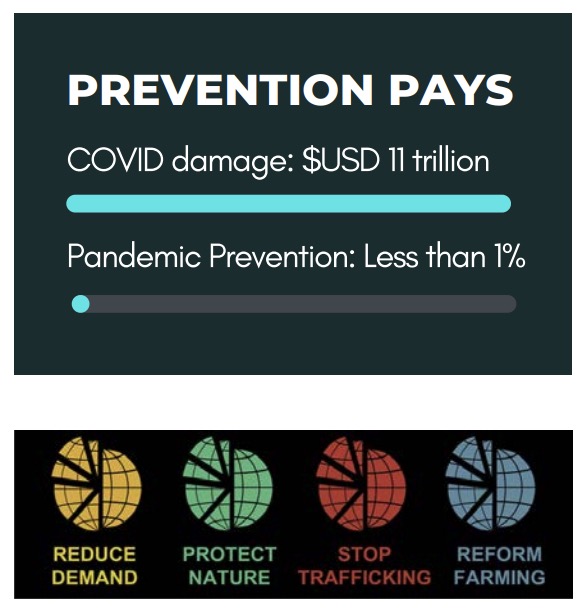 PREVENTION PAYS
COVID damage: $USD 11 trillion
Pandemic Prevention: Less than 1%
REDUCE DEMAND
PROTECT NATURE
STOP TRAFFICKING
REFORM FARMING